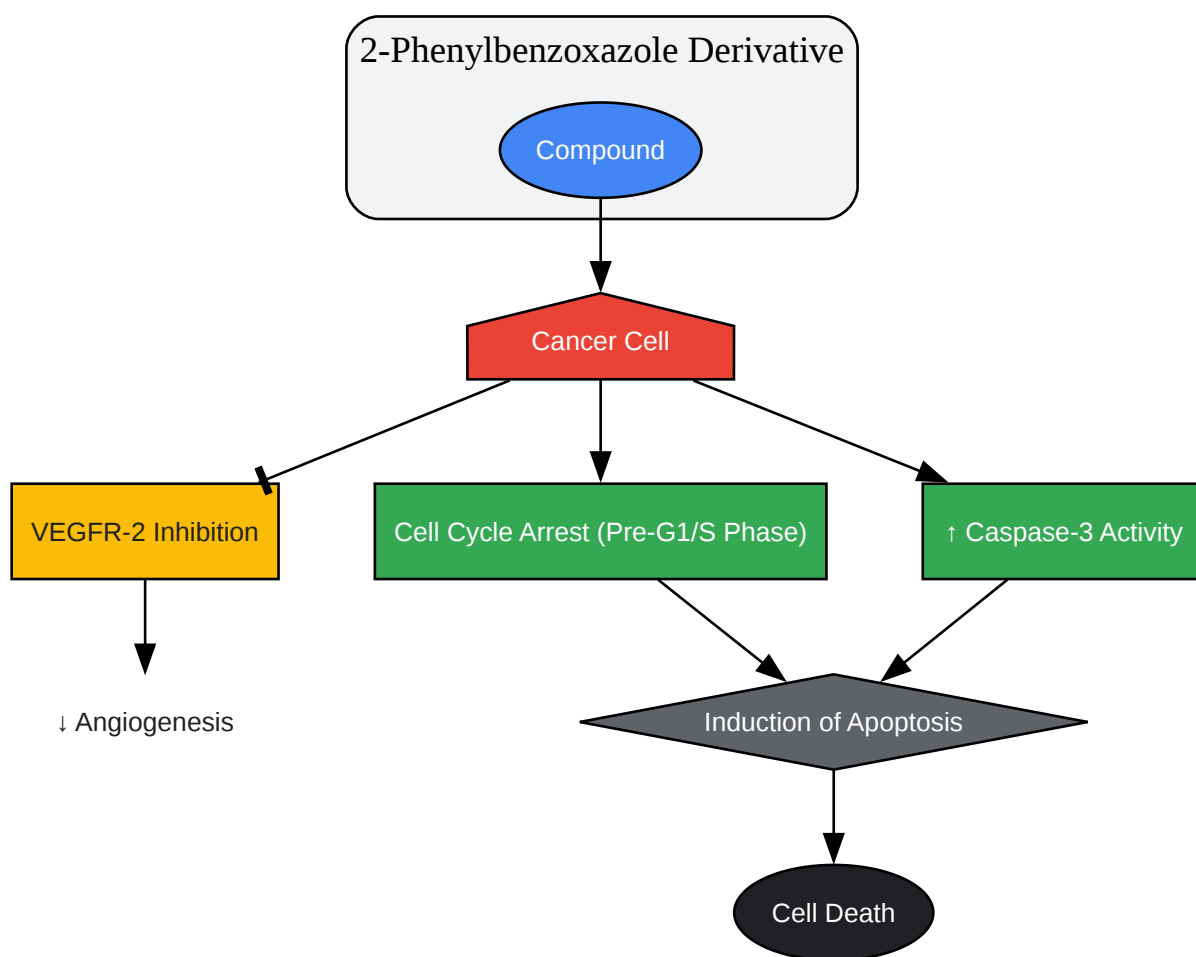 2-Phenylbenzoxazole Derivative
Compound
Cancer Cell
VEGFR-2 Inhibition
Cell Cycle Arrest (Pre-G1/S Phase)
↑ Caspase-3 Activity
↓ Angiogenesis
Induction of Apoptosis
Cell Death